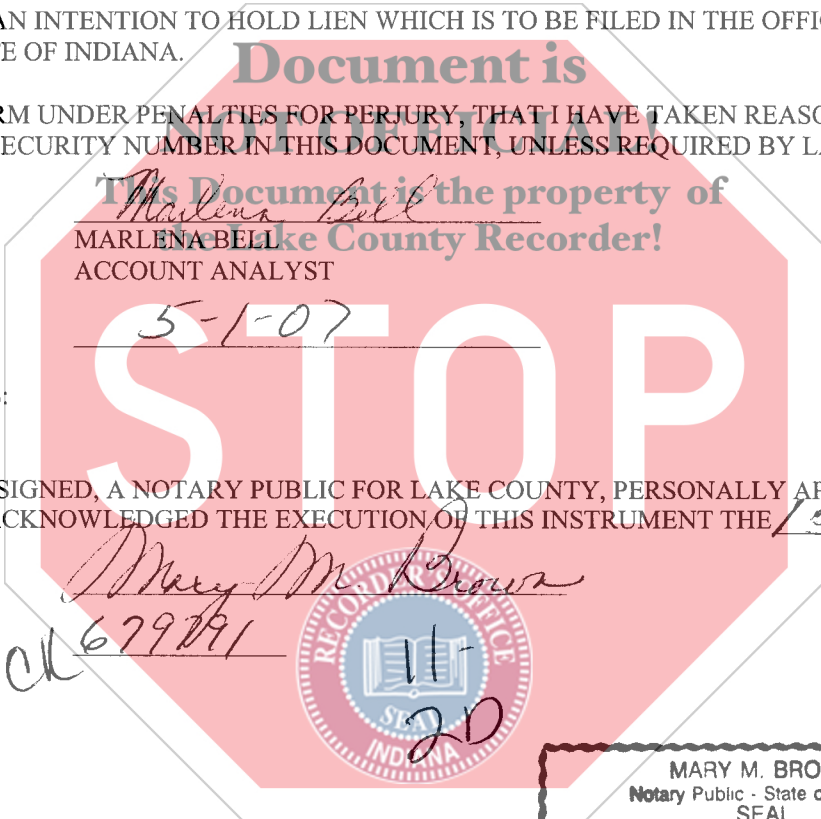 AN INTENTION TO HOLD LIEN WHICH IS TO BE FILED IN THE OFFIC
TE OF INDIANA.
Document is
RM UNDER PENALTIES FOR PERJURY, THAT I HAVE TAKEN REASO
NOT OFFICIAL!
ECURITY NUMBER IN THIS DOCUMENT, UNLESS REQUIRED BY LA
This Document is the property of
Marlena Bell
the Lake County Recorder!
MARLENA BELL
ACCOUNT ANALYST
5-1-07
STOP
:
SIGNED, A NOTARY PUBLIC FOR LAKE COUNTY, PERSONALLY AP
ACKNOWLEDGED THE EXECUTION OF THIS INSTRUMENT THE
Mary M. Brown
RECORDER'S OFFICE
CK
11-
SEAL
20
INDIANA
MARY M. BRO
Notary Public - State o
SEAL